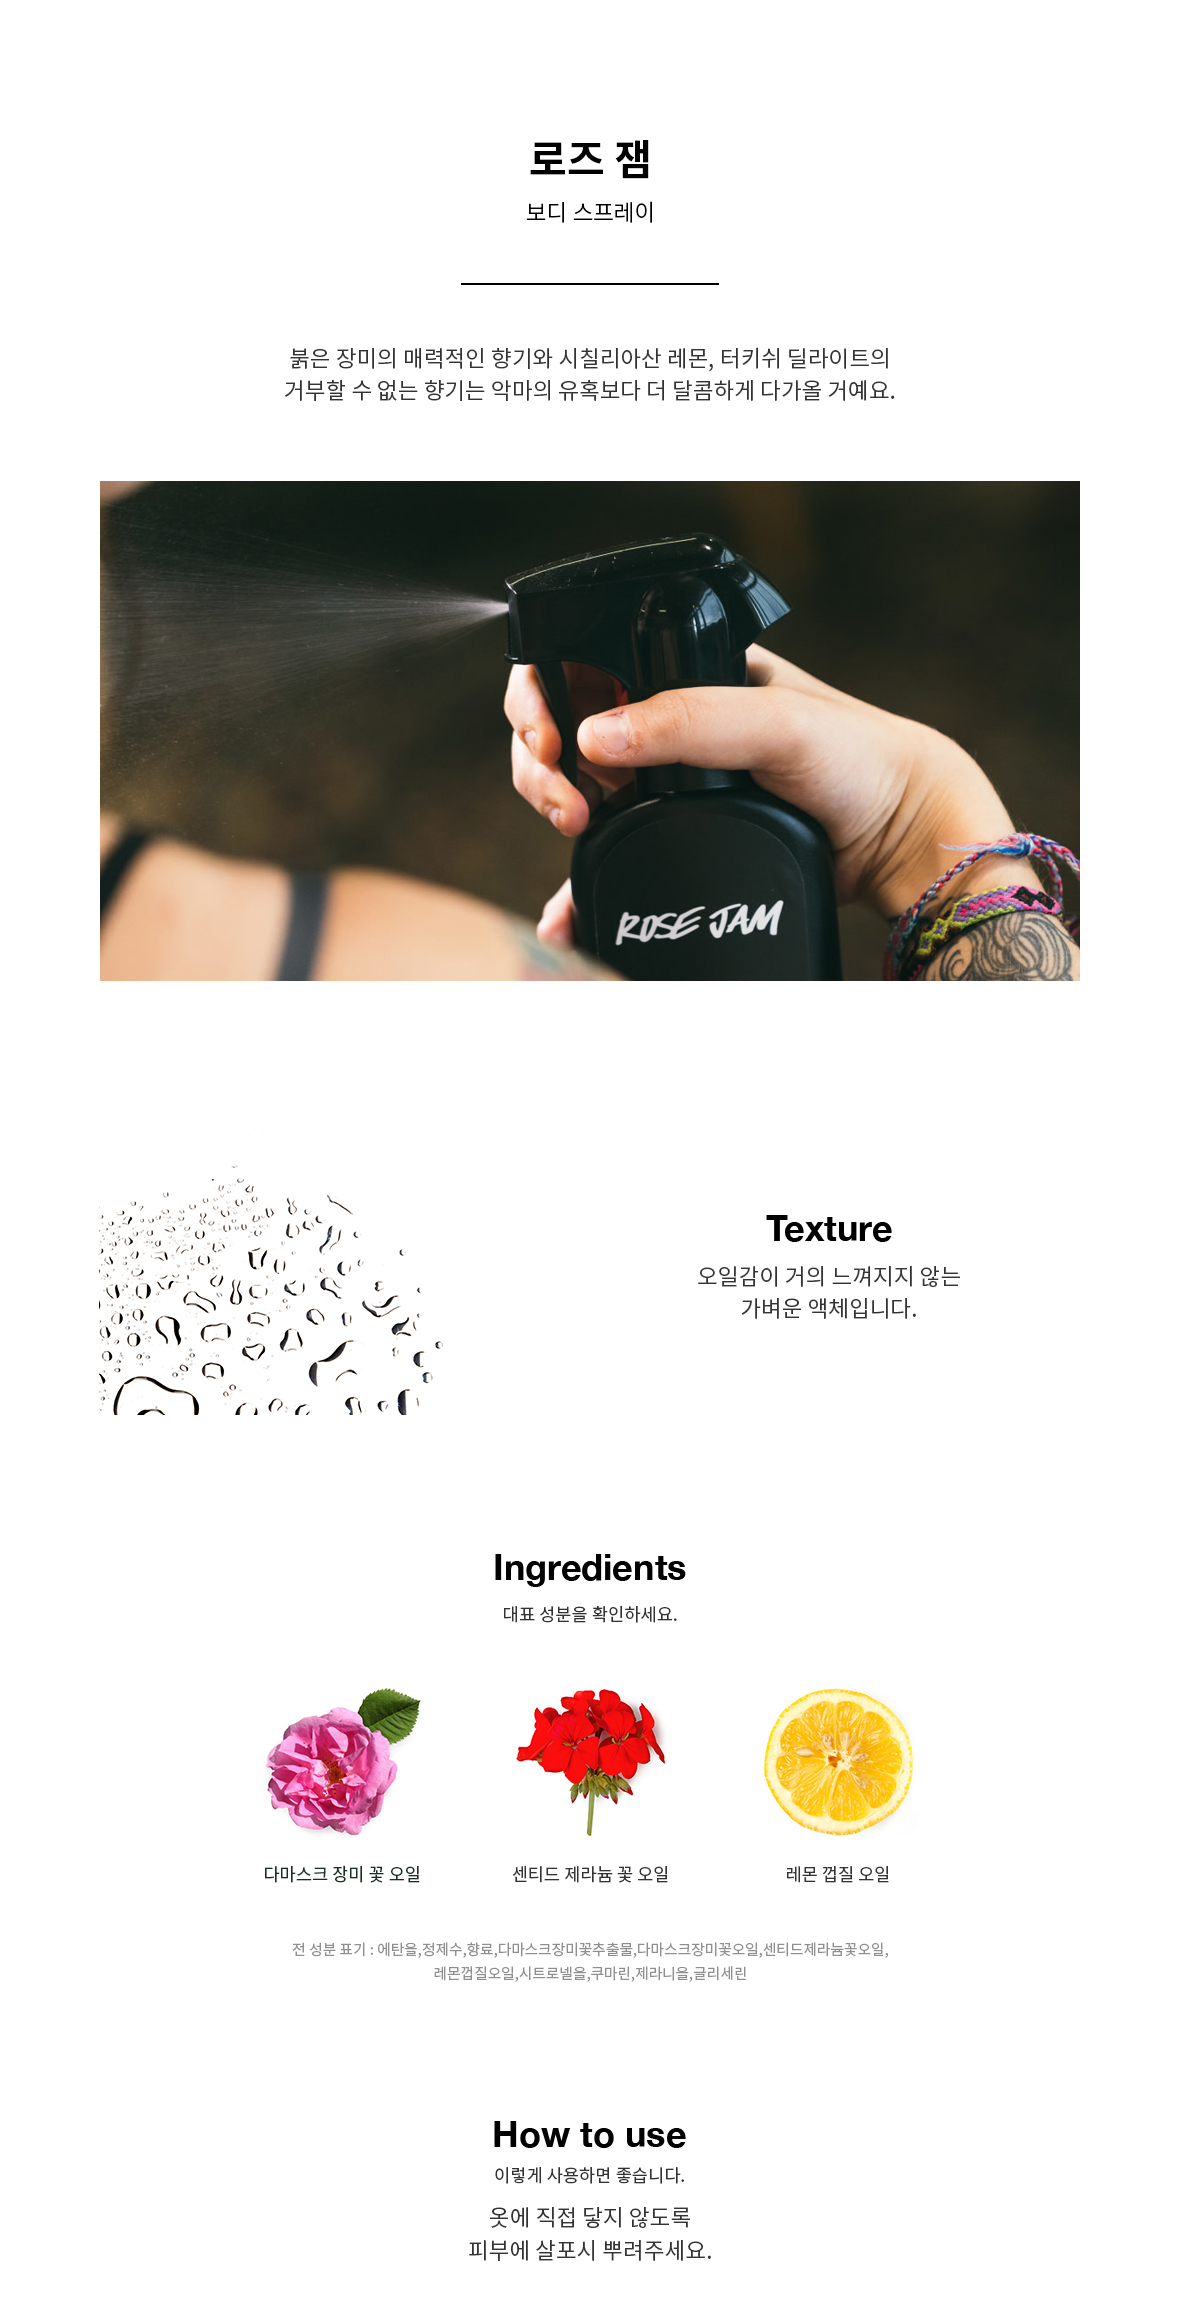 로즈 잼
보디 스프레이
붉은 장미의 매력적인 향기와 시칠리아산 레몬, 터키쉬 딜라이트의
거부할 수 없는 향기는 악마의 유혹보다 더 달콤하게 다가올 거예요.
ROSE JAM
Texture
오일감이 거의 느껴지지 않는
가벼운 액체입니다.
Ingredients
대표 성분을 확인하세요.
다마스크 장미 꽃 오일
센티드 제라늄 꽃 오일
레몬 껍질 오일
전 성분 표기 : 에탄올,정제수,향료,다마스크장미꽃추출물,다마스크장미꽃오일,센티드제라늄꽃오일,
레몬껍질오일,시트로넬올,쿠마린,제라니올,글리세린
How to use
이렇게 사용하면 좋습니다.
옷에 직접 닿지 않도록
피부에 살포시 뿌려주세요.